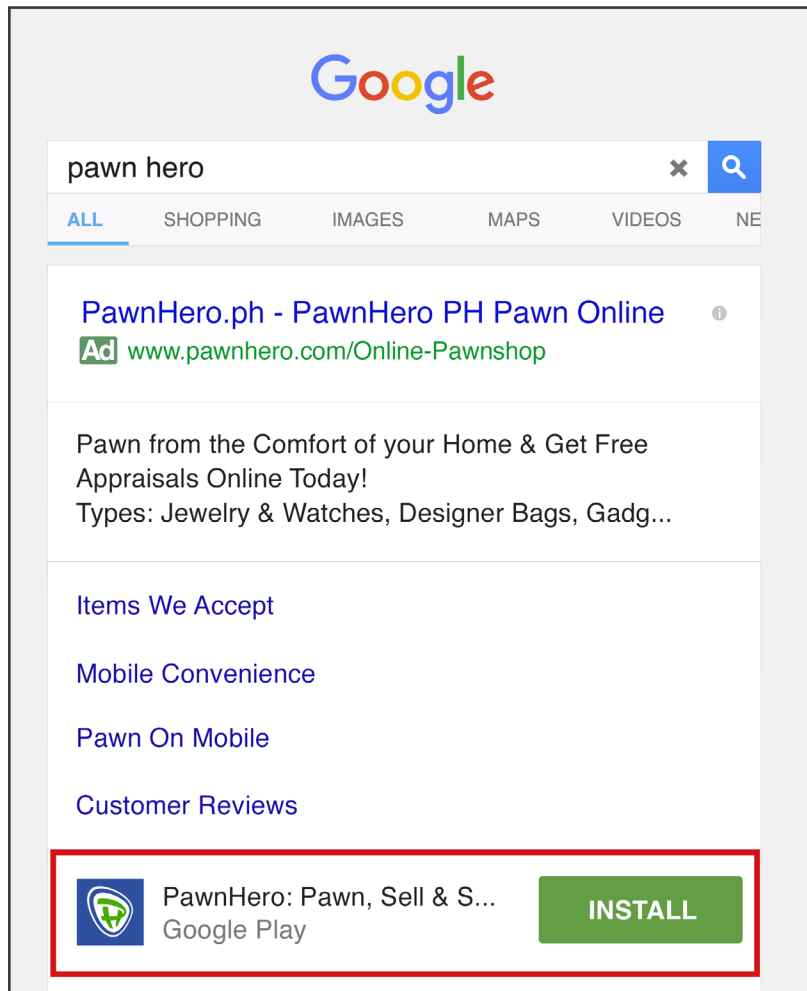 Google
pawn hero
ALL SHOPPING IMAGES MAPS VIDEOS NE
PawnHero.ph - PawnHero PH Pawn Online
Ad www.pawnhero.com/Online-Pawnshop
Pawn from the Comfort of your Home & Get Free
Appraisals Online Today!
Types: Jewelry & Watches, Designer Bags, Gadg...
Items We Accept
Mobile Convenience
Pawn On Mobile
Customer Reviews
PawnHero: Pawn, Sell & S...
Google Play
INSTALL